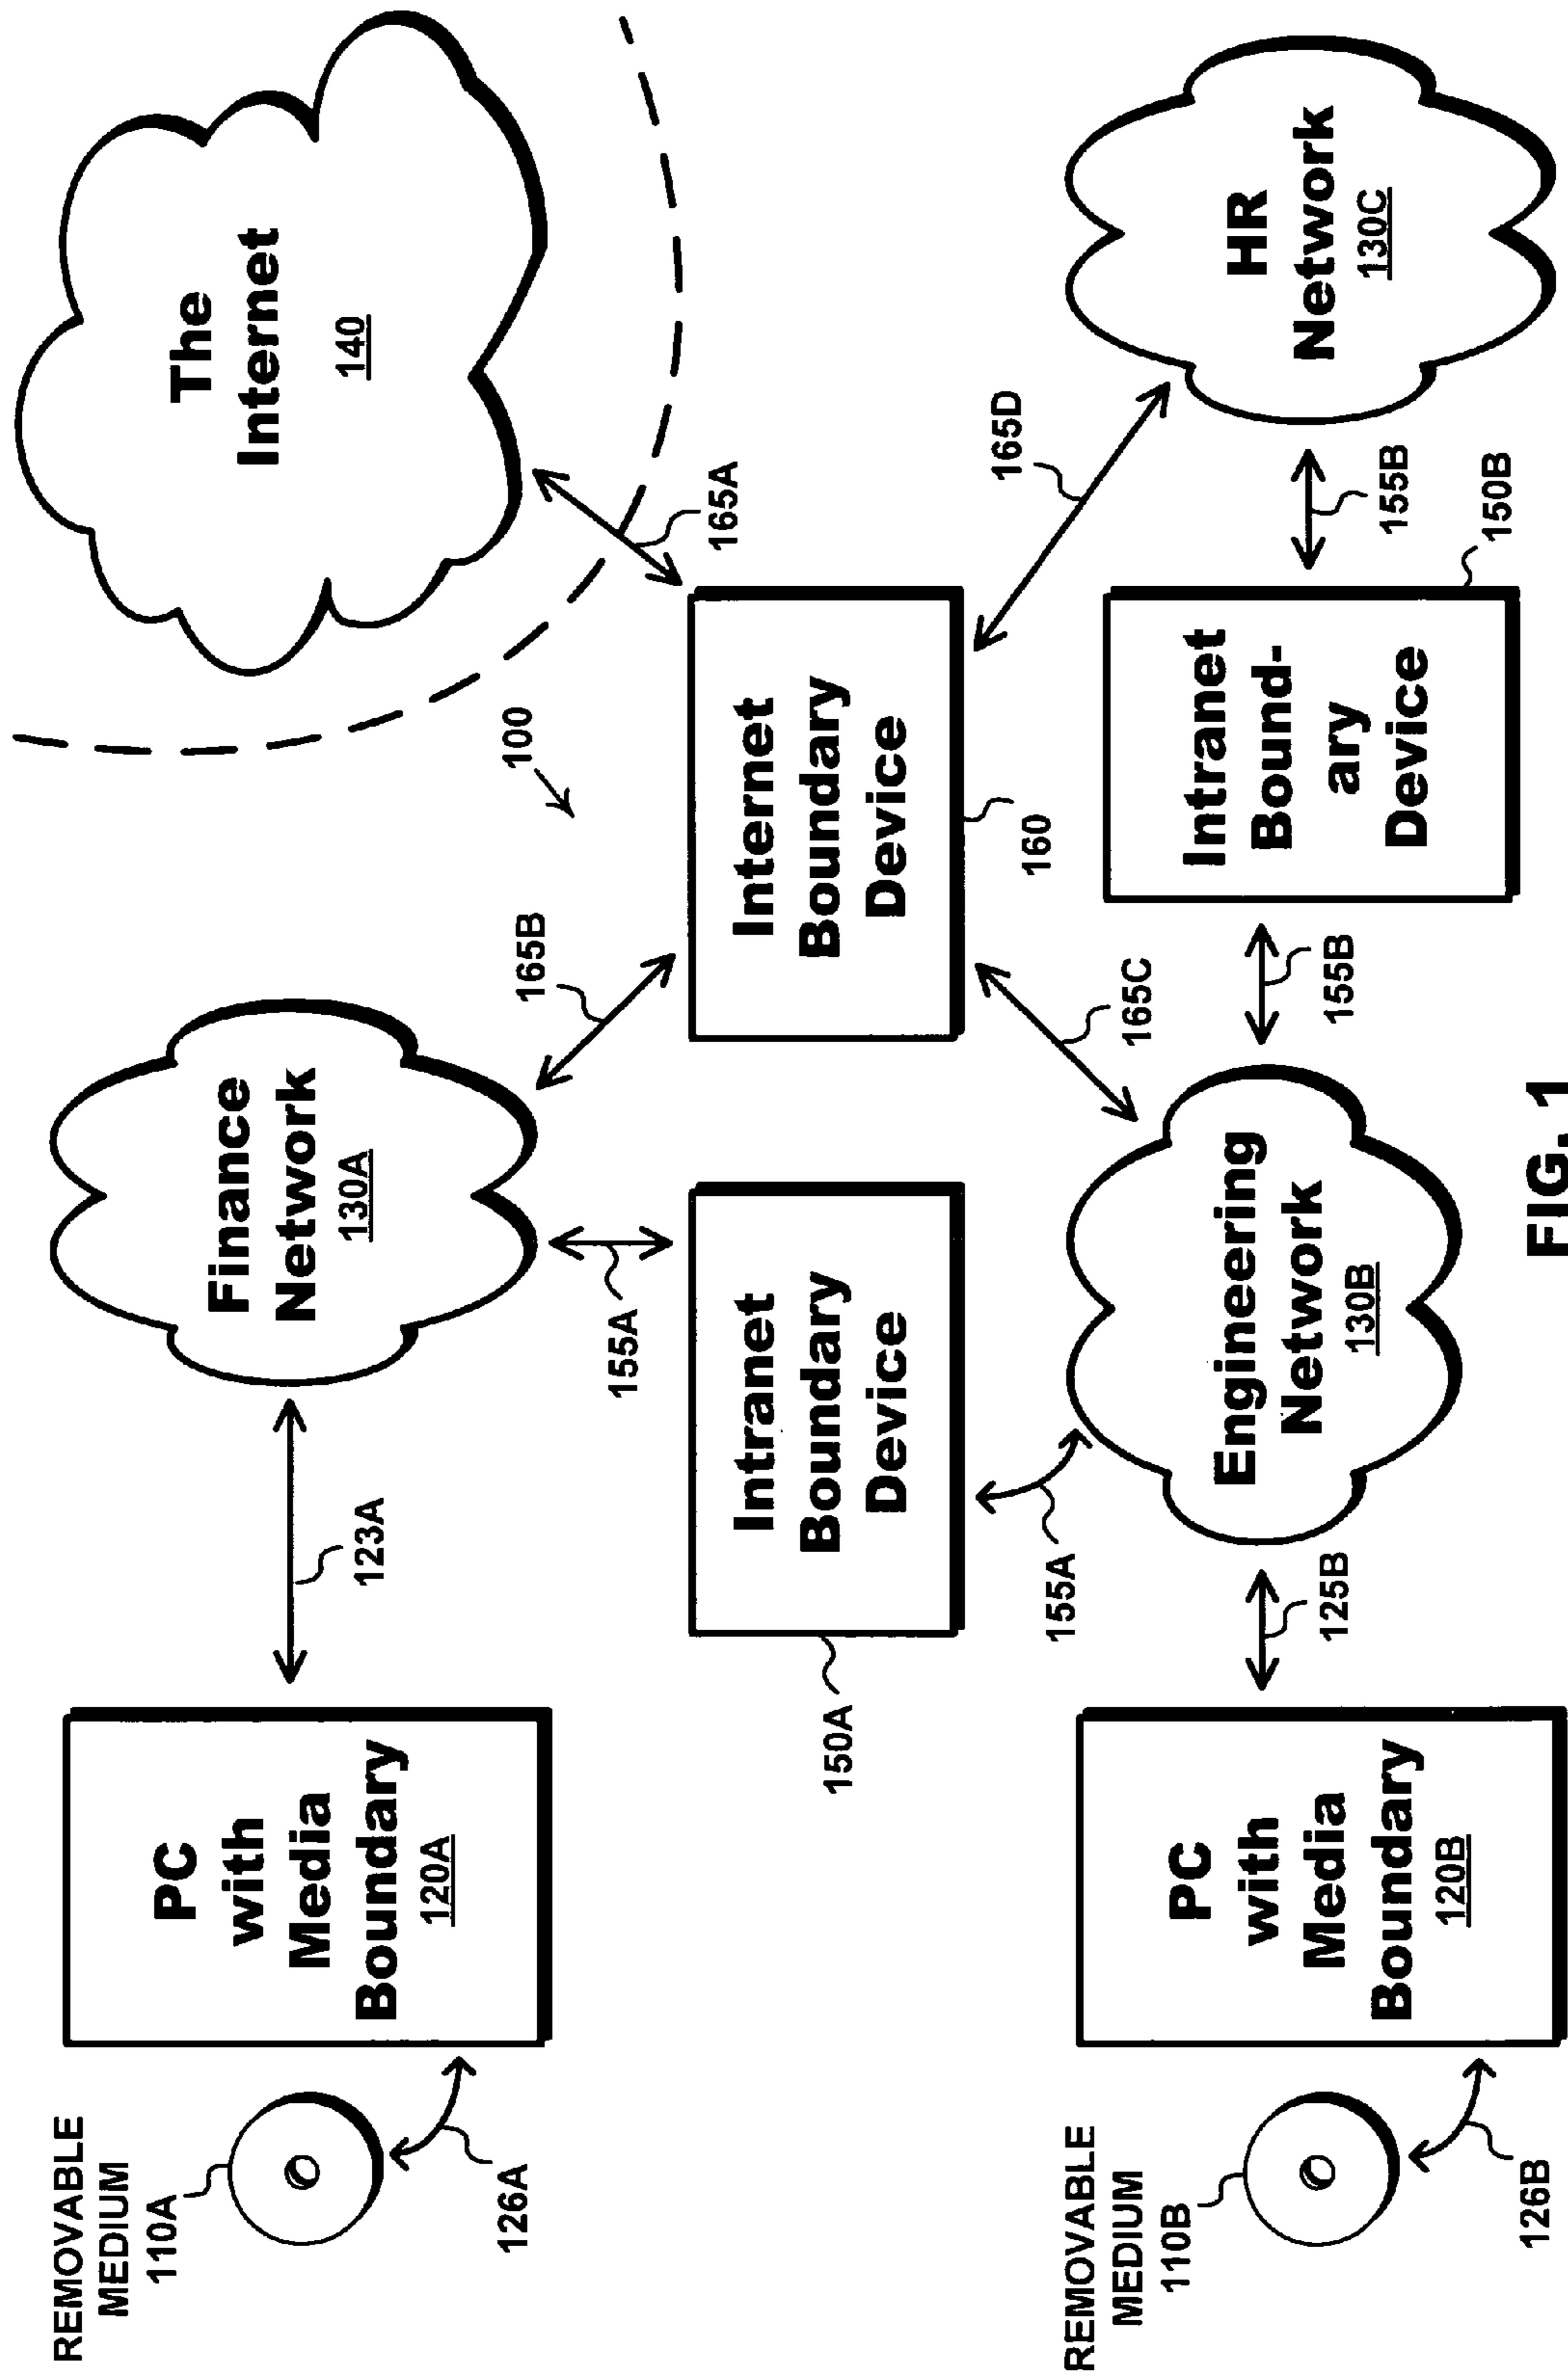 REMOVABLE
MEDIUM
110A
126A
PC
with
Media
Boundary
120A
123A
Finance
Network
130A
The
Internet
140
155A
165B
100
165A
150A
Intranet
Boundary
Device
Internet
Boundary
Device
160
155A
165C
165D
REMOVABLE
MEDIUM
110B
126B
PC
with
Media
Boundary
120B
125B
Engineering
Network
130B
155B
Intranet
Bound-
ary
Device
150B
155B
HR
Network
130C
FIG. 1